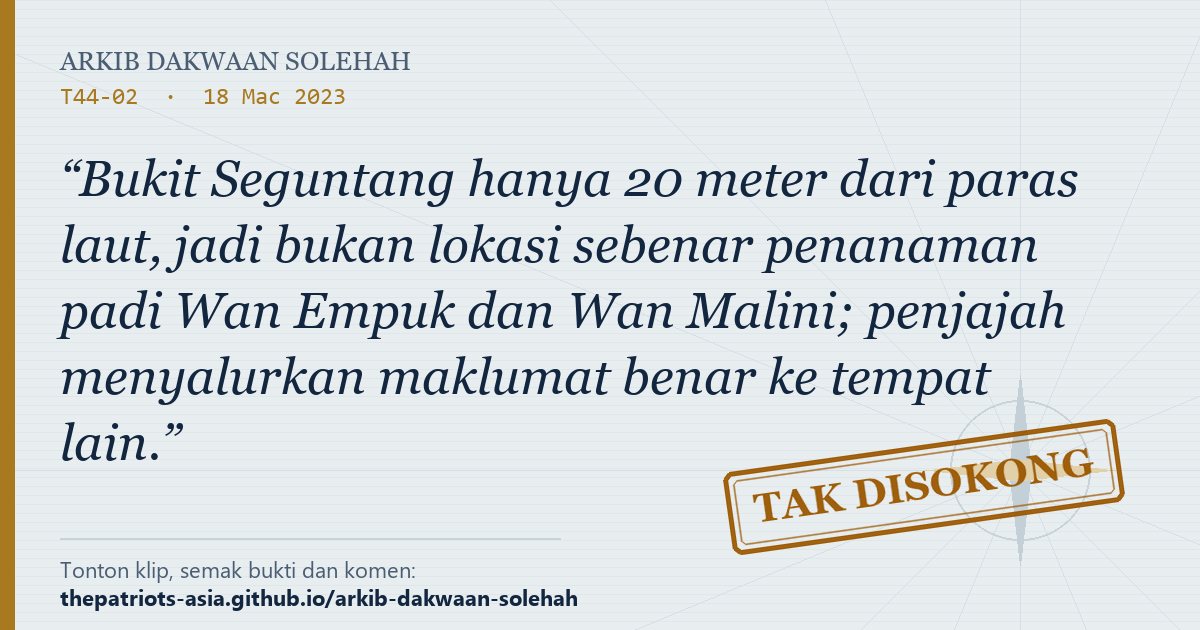 ARKIB DAKWAAN SOLEHAH
T44-02 · 18 Mac 2023
“Bukit Seguntang hanya 20 meter dari paras
laut, jadi bukan lokasi sebenar penanaman
padi Wan Empuk dan Wan Malini; penjajah
menyalurkan maklumat benar ke tempat
lain.”
TAK DISOKONG
Tonton klip, semak bukti dan komen:
thepatriots-asia.github.io/arkib-dakwaan-solehah